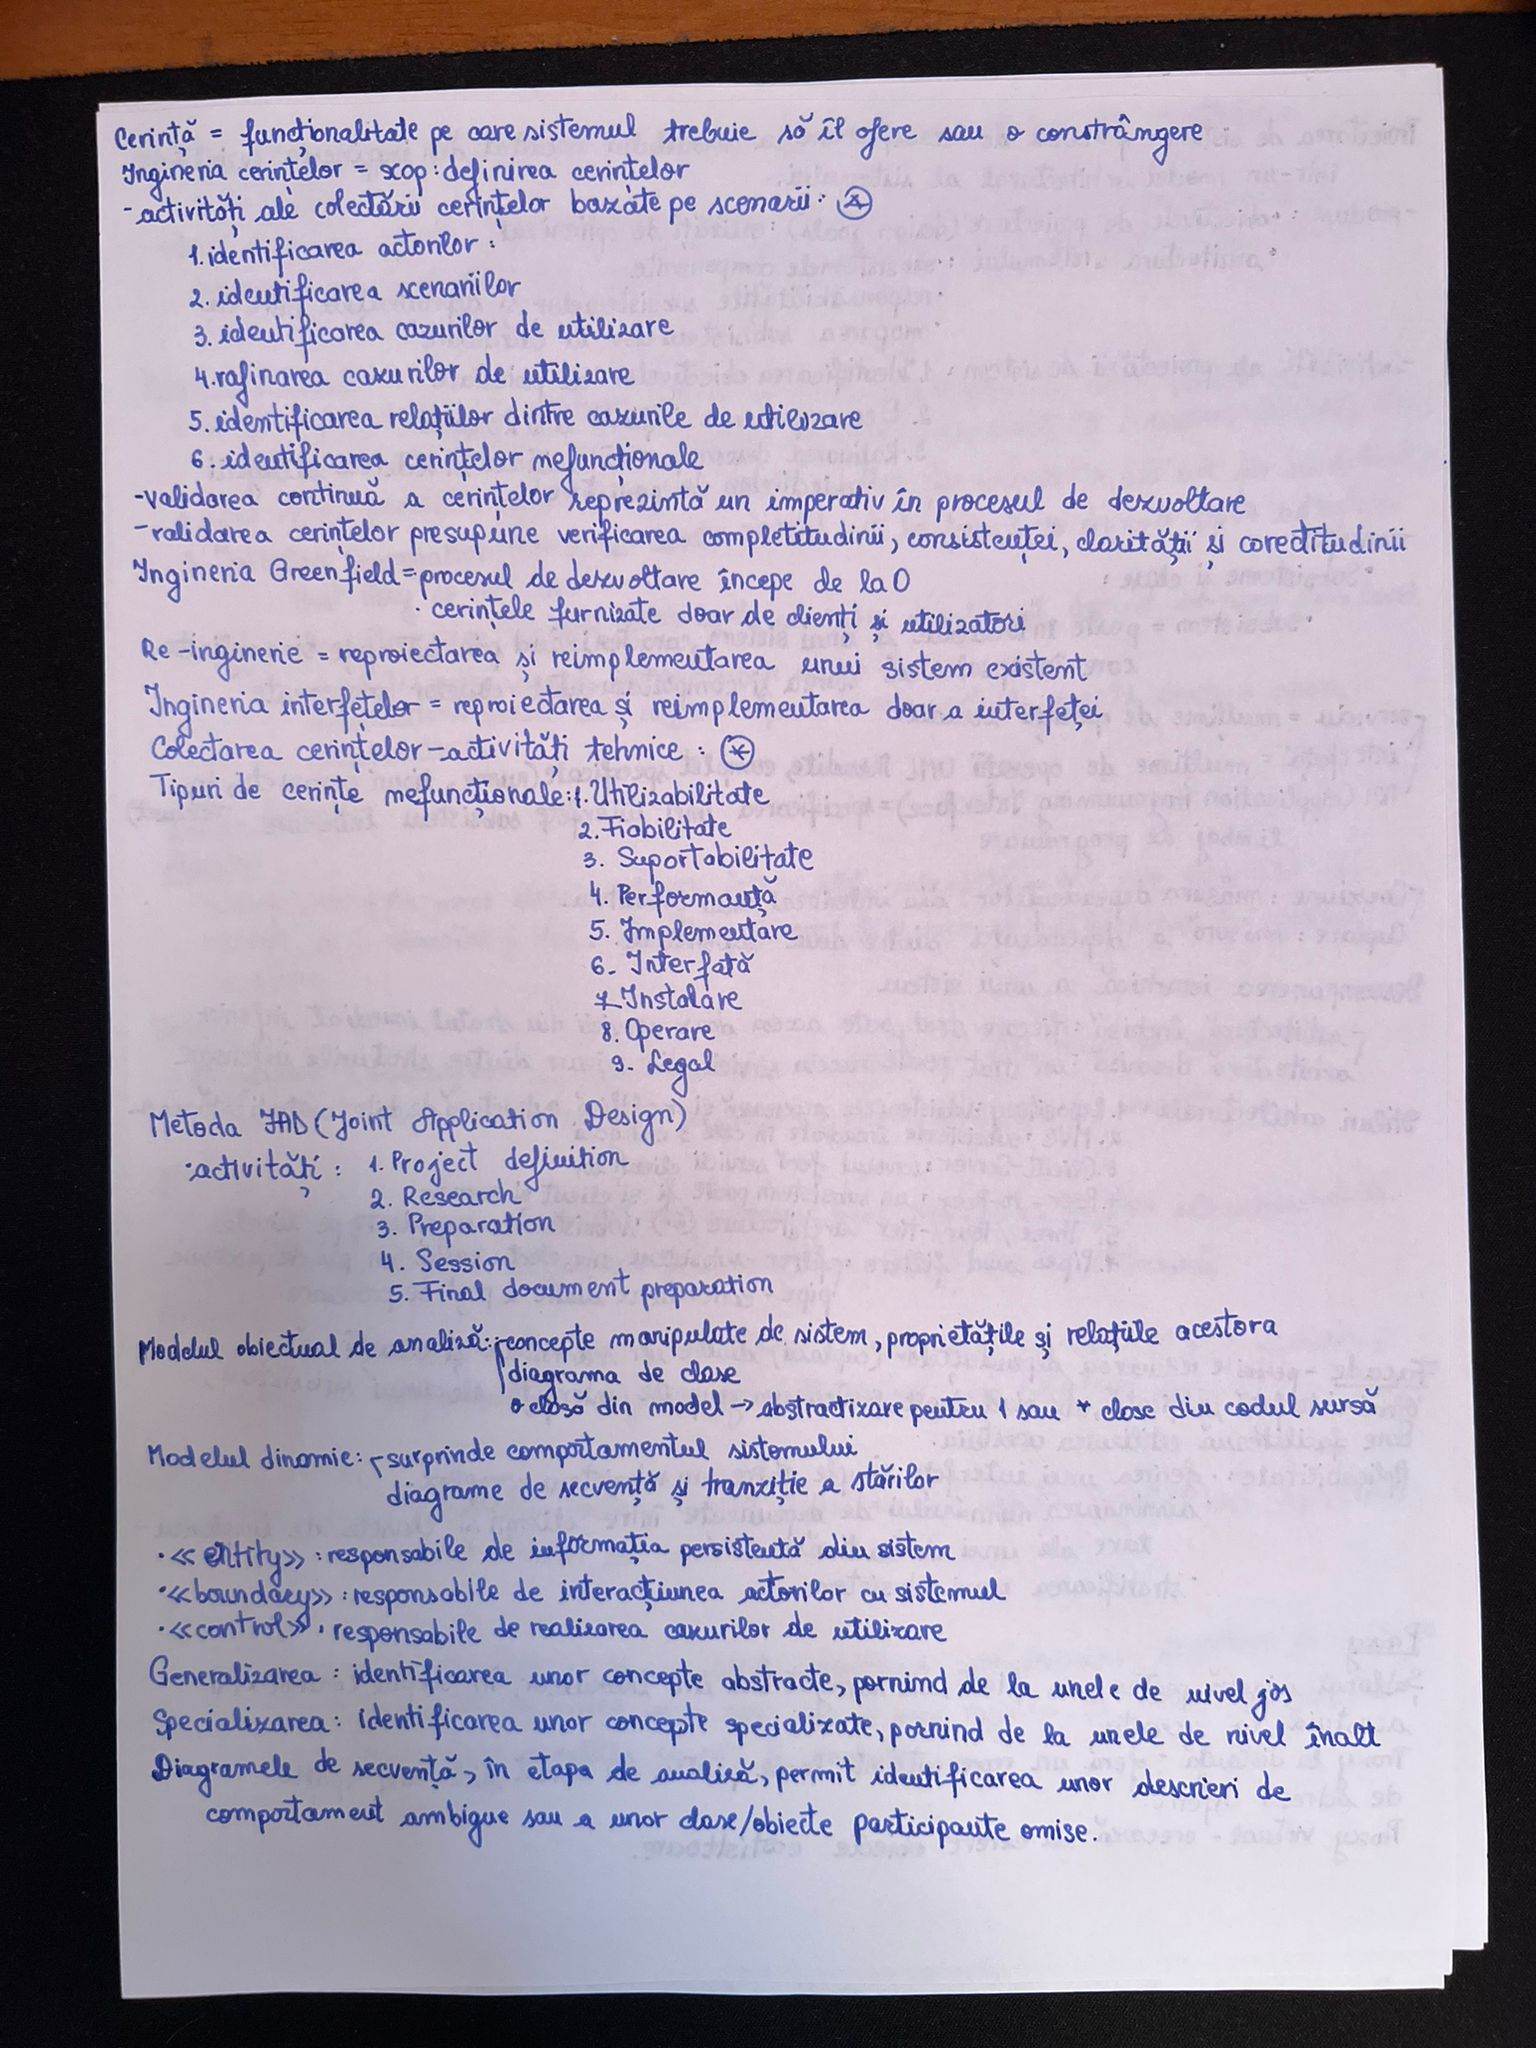 Cerință = funcționalitate pe care sistemul trebuie să îl ofere sau o constrângere
Ingineria cerințelor = scop: definirea cerințelor
- activități ale colectării cerințelor bazate pe scenarii:
1. identificarea actorilor
2. identificarea scenariilor
3. identificarea cazurilor de utilizare
4. rafinarea cazurilor de utilizare
5. identificarea relațiilor dintre cazurile de utilizare
6. identificarea cerințelor nefuncționale
- validarea continuă a cerințelor reprezintă un imperativ în procesul de dezvoltare
- validarea cerințelor presupune verificarea completitudinii, consistenței, clarității și corectitudinii
Ingineria Greenfield = procesul de dezvoltare începe de la 0
· cerințele furnizate doar de clienți și utilizatori
Re-inginerie = reproiectarea și reimplementarea unui sistem existent
Ingineria interfețelor = reproiectarea și reimplementarea doar a interfeței
Colectarea cerințelor - activități tehnice: *
Tipuri de cerințe nefuncționale: 1. Utilizabilitate
2. Fiabilitate
3. Suportabilitate
4. Performanță
5. Implementare
6. Interfață
7. Instalare
8. Operare
9. Legal
Metoda JAD (Joint Application Design)
· activități: 1. Project definition
2. Research
3. Preparation
4. Session
5. Final document preparation
Modelul obiectual de analiză: concepte manipulate de sistem, proprietățile și relațiile acestora
diagrama de clase
o clasă din model → abstractizare pentru 1 sau * clase din codul sursă
Modelul dinamic: surprinde comportamentul sistemului
diagrame de secvență și tranziție a stărilor
· <<entity>>: responsabile de informația persistentă din sistem
· <<boundary>>: responsabile de interacțiunea actorilor cu sistemul
· <<control>>: responsabile de realizarea cazurilor de utilizare
Generalizarea: identificarea unor concepte abstracte, pornind de la unele de nivel jos
Specializarea: identificarea unor concepte specializate, pornind de la unele de nivel înalt
Diagramele de secvență, în etapa de analiză, permit identificarea unor descrieri de
comportament ambigue sau a unor clase/obiecte participante omise.